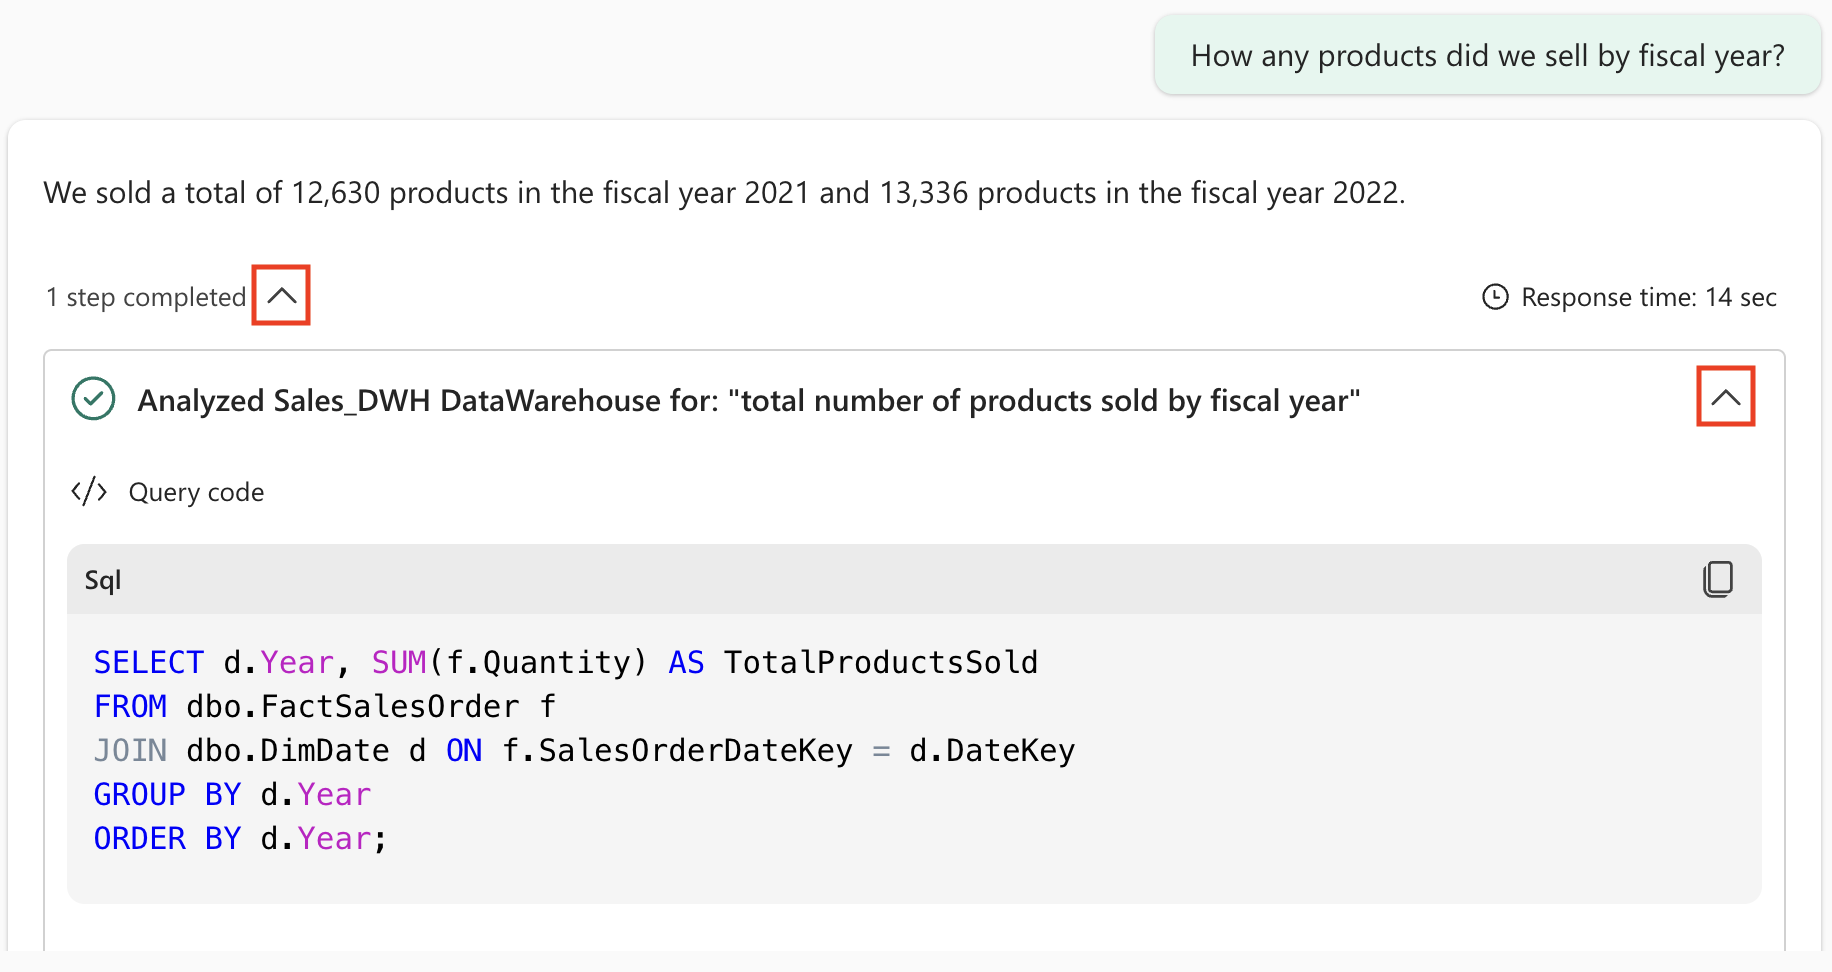 How any products did we sell by fiscal year?
We sold a total of 12,630 products in the fiscal year 2021 and 13,336 products in the fiscal year 2022.
1 step completed
Response time: 14 sec
Analyzed Sales_DWH DataWarehouse for: "total number of products sold by fiscal year"
</> Query code
Sql
SELECT d.Year, SUM(f.Quantity) AS TotalProductsSold
FROM dbo.FactSalesOrder f
JOIN dbo.DimDate d ON f.SalesOrderDateKey = d.DateKey
GROUP BY d.Year
ORDER BY d.Year;